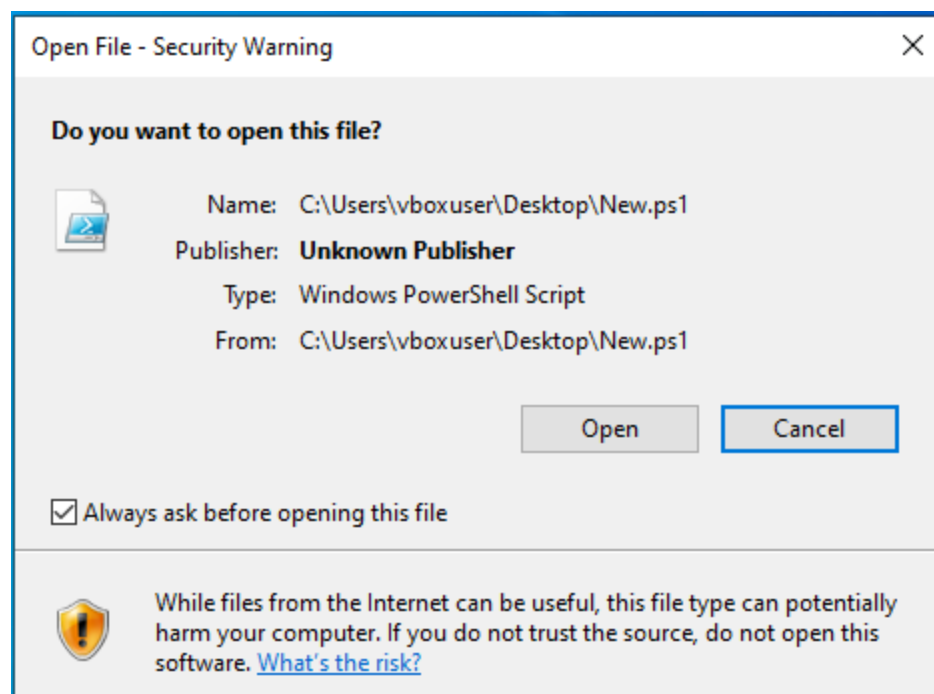 Open File - Security Warning
Do you want to open this file?
Name: C:\Users\vboxuser\Desktop\New.ps1
Publisher: Unknown Publisher
Type: Windows PowerShell Script
From: C:\Users\vboxuser\Desktop\New.ps1
Open Cancel
Always ask before opening this file
While files from the Internet can be useful, this file type can potentially
harm your computer. If you do not trust the source, do not open this
software. What's the risk?